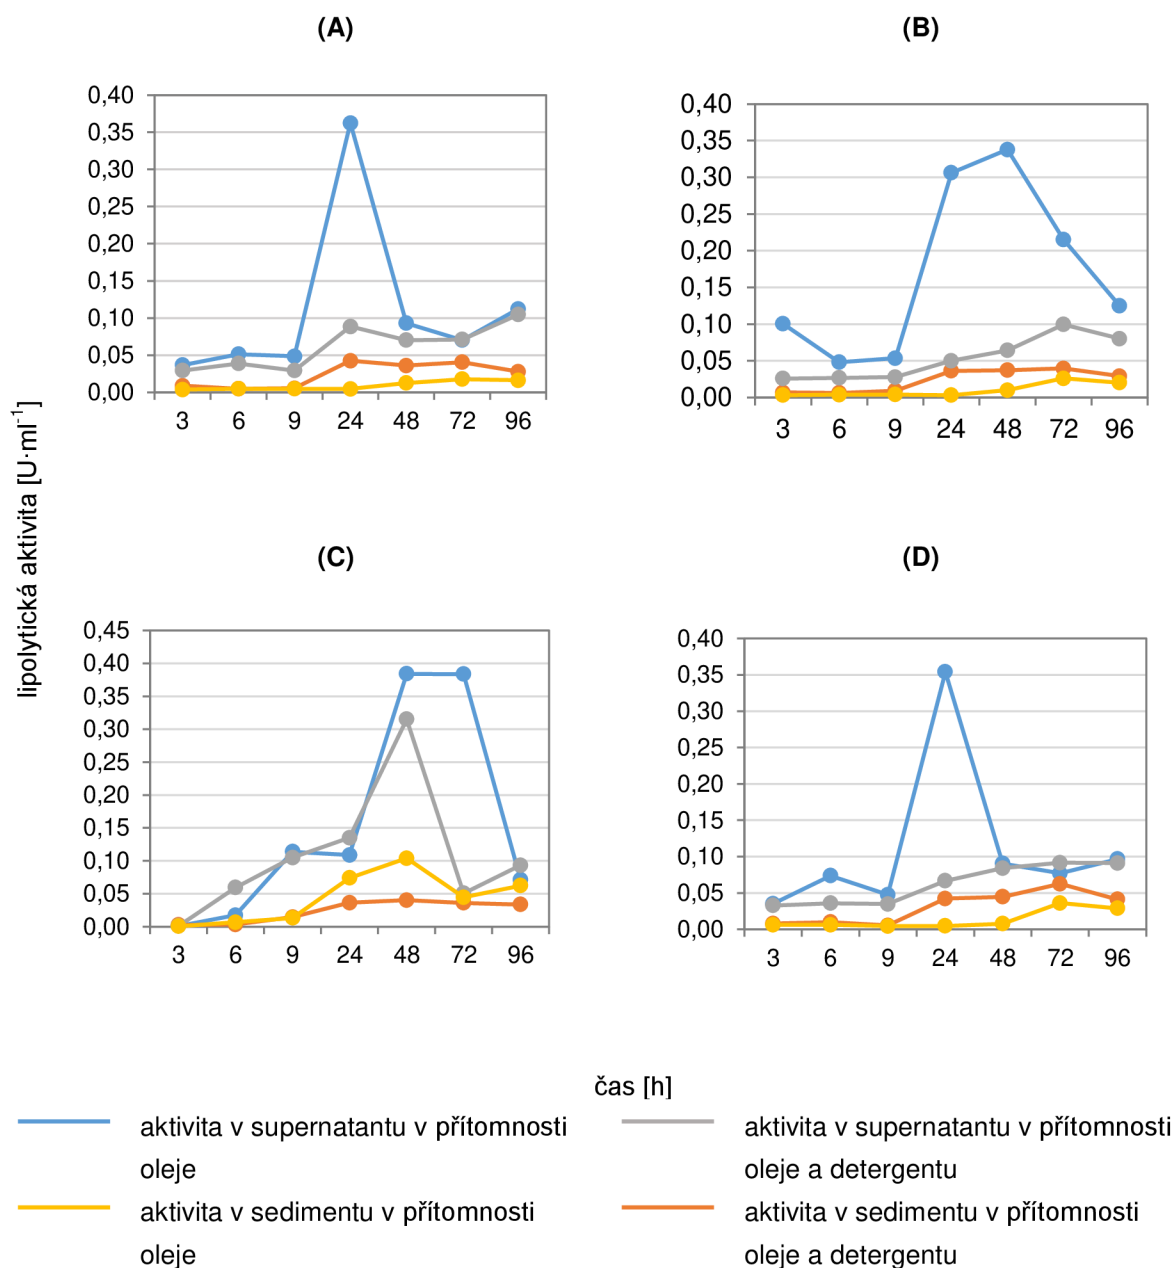 (A)
0,40
0,35
0,30
0,25
0,20
0,15
0,10
0,05
0,00
3 6 9 24 48 72 96
(B)
0,40
0,35
0,30
0,25
0,20
0,15
0,10
0,05
0,00
3 6 9 24 48 72 96
lipolytická aktivita [U·ml⁻¹]
(C)
0,45
0,40
0,35
0,30
0,25
0,20
0,15
0,10
0,05
0,00
3 6 9 24 48 72 96
(D)
0,40
0,35
0,30
0,25
0,20
0,15
0,10
0,05
0,00
3 6 9 24 48 72 96
čas [h]
aktivita v supernatantu v přítomnosti
oleje
aktivita v supernatantu v přítomnosti
oleje a detergentu
aktivita v sedimentu v přítomnosti
oleje
aktivita v sedimentu v přítomnosti
oleje a detergentu